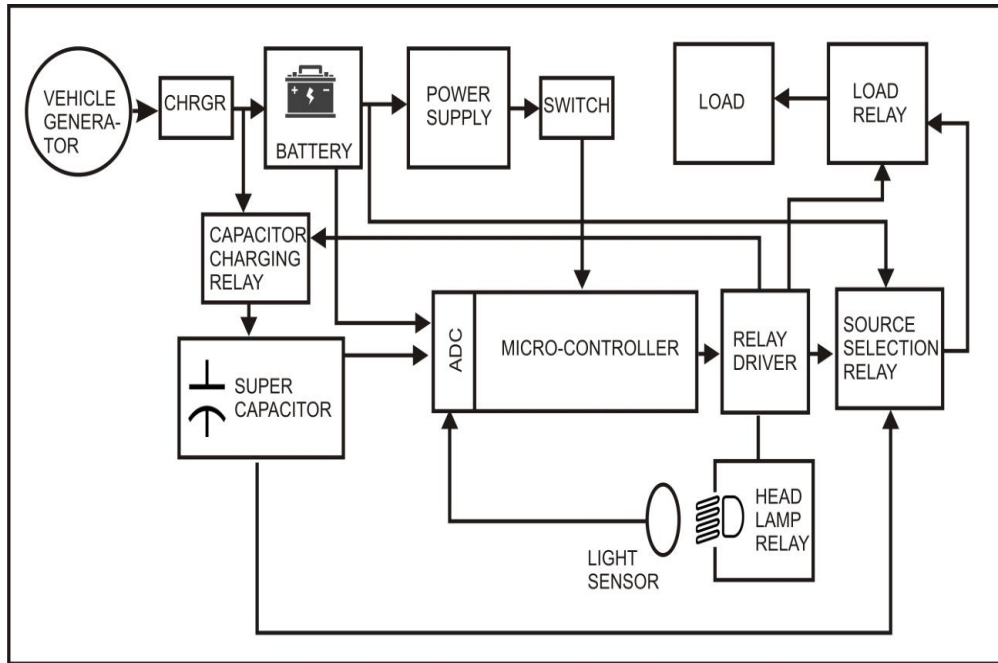 VEHICLE
GENERA-
TOR
CHRGR
BATTERY
POWER
SUPPLY
SWITCH
LOAD
LOAD
RELAY
CAPACITOR
CHARGING
RELAY
ADC
MICRO-CONTROLLER
RELAY
DRIVER
SOURCE
SELECTION
RELAY
SUPER
CAPACITOR
LIGHT
SENSOR
HEAD
LAMP
RELAY